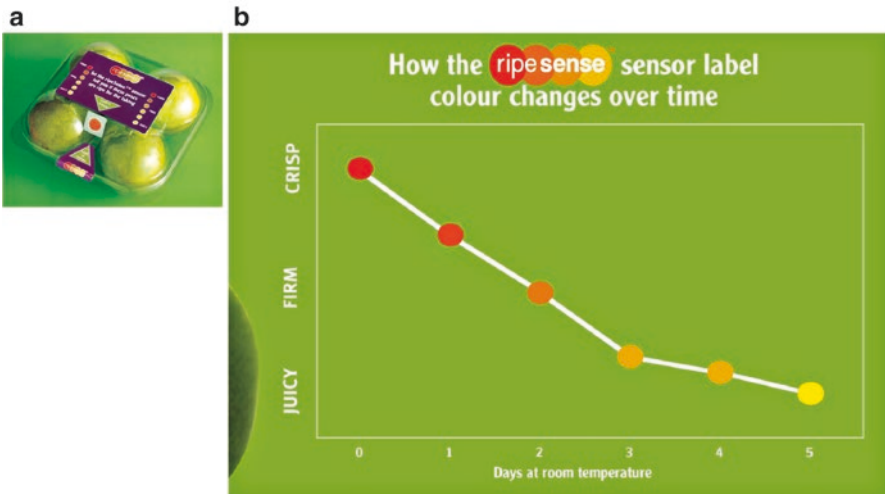 a
b
How the ripesense sensor label
colour changes over time
CRISP
FIRM
JUICY
0 1 2 3 4 5
Days at room temperature